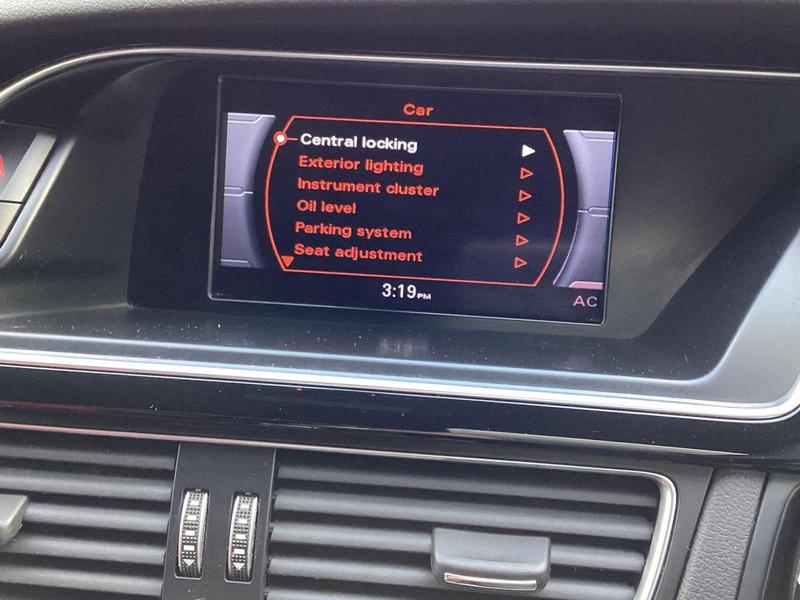 Car
Central locking
Exterior lighting
Instrument cluster
Oil level
Parking system
Seat adjustment
3:19PM
AC